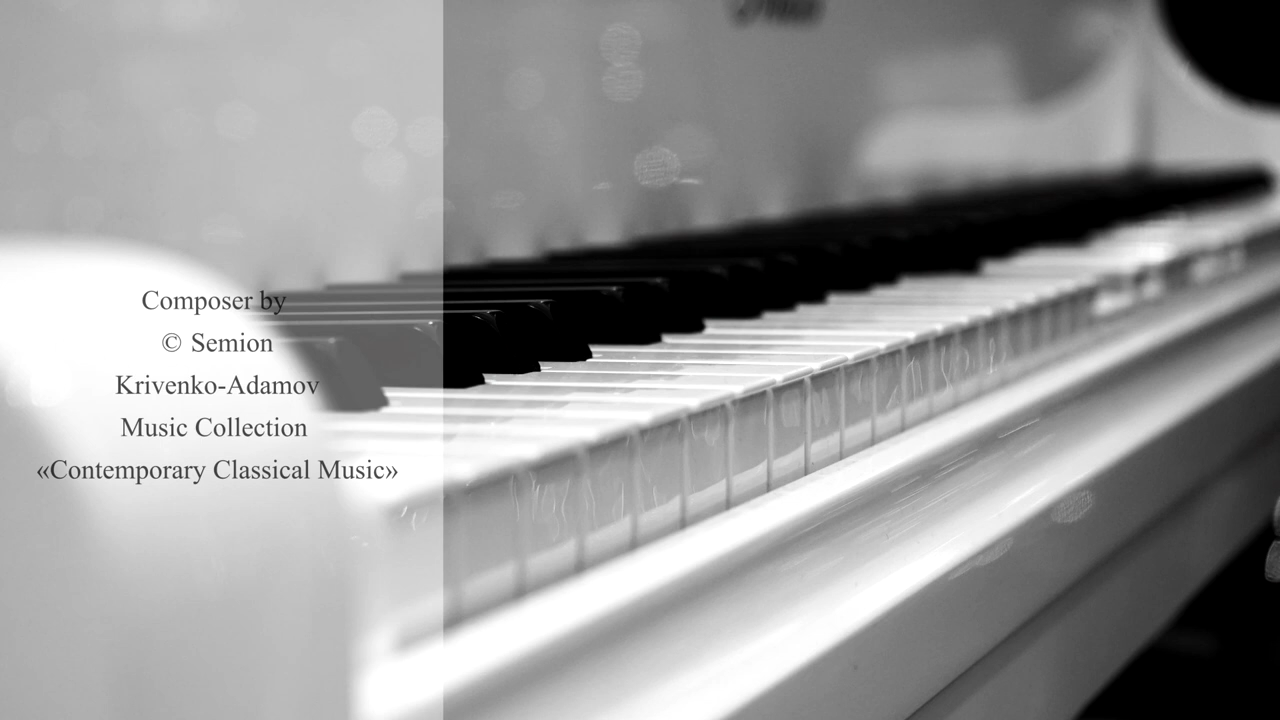 Composer by
© Semion
Krivenko-Adamov
Music Collection
«Contemporary Classical Music»